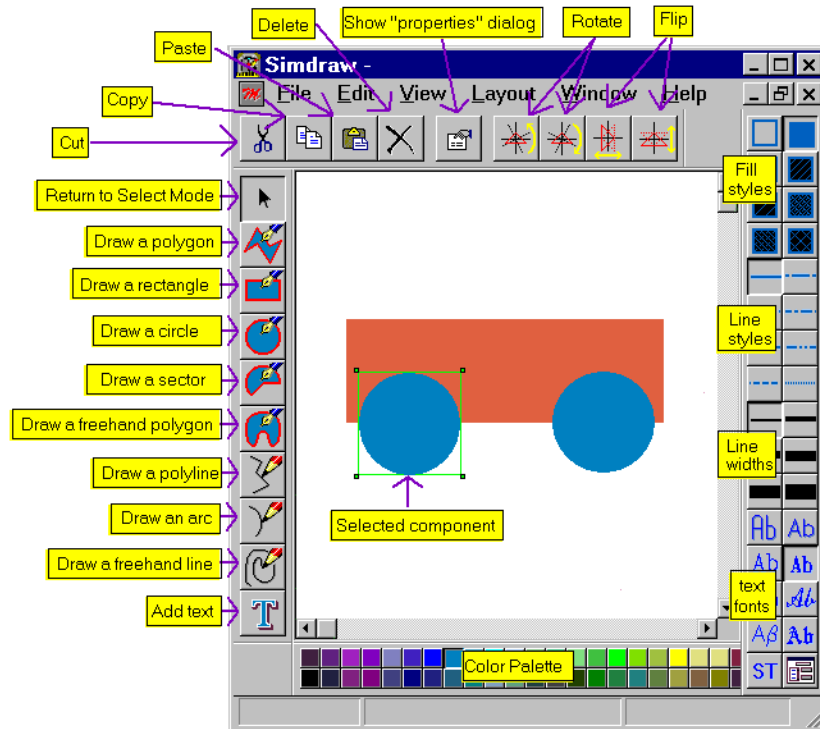 Delete
Show "properties" dialog
Rotate
Flip
Paste
Copy
Cut
Simdraw -
File Edit View Layout Window Help
Return to Select Mode
Fill
styles
Draw a polygon
Draw a rectangle
Draw a circle
Line
styles
Draw a sector
Draw a freehand polygon
Line
widths
Draw a polyline
Draw an arc
Selected component
Ab Ab
Draw a freehand line
Ab Ab
text
fonts
Ab
Add text
T
Aβ Ab
Color Palette
ST